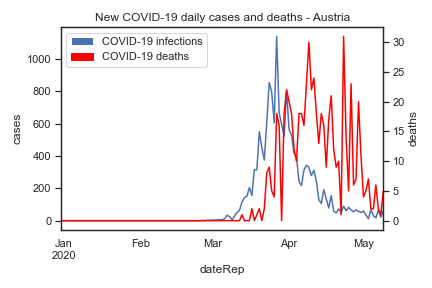 New COVID-19 daily cases and deaths - Austria
COVID-19 infections
COVID-19 deaths
1000
800
600
400
200
0
cases
30
25
20
15
10
5
0
deaths
Jan Feb Mar Apr May
2020
dateRep